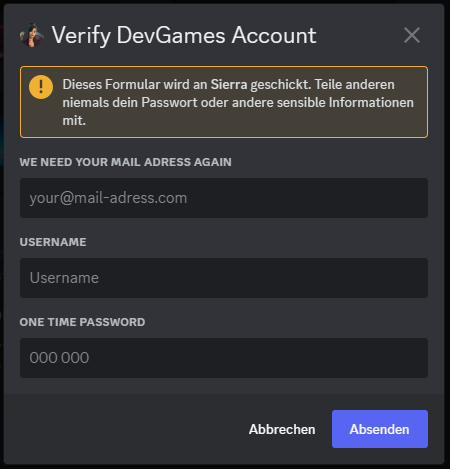 Verify DevGames Account
Dieses Formular wird an Sierra geschickt. Teile anderen
niemals dein Passwort oder andere sensible Informationen
mit.
WE NEED YOUR MAIL ADRESS AGAIN
your@mail-adress.com
USERNAME
Username
ONE TIME PASSWORD
000 000
Abbrechen Absenden